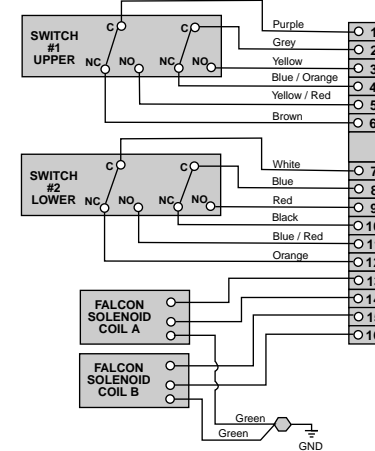 SWITCH
#1
UPPER
C
C
NC
NO
NC
NO
Purple
Grey
Yellow
Blue / Orange
Yellow / Red
Brown
1
2
3
4
5
6
SWITCH
#2
LOWER
C
C
NC
NO
NC
NO
White
Blue
Red
Black
Blue / Red
Orange
7
8
9
FALCON
SOLENOID
COIL A
FALCON
SOLENOID
COIL B
Green
Green
GND